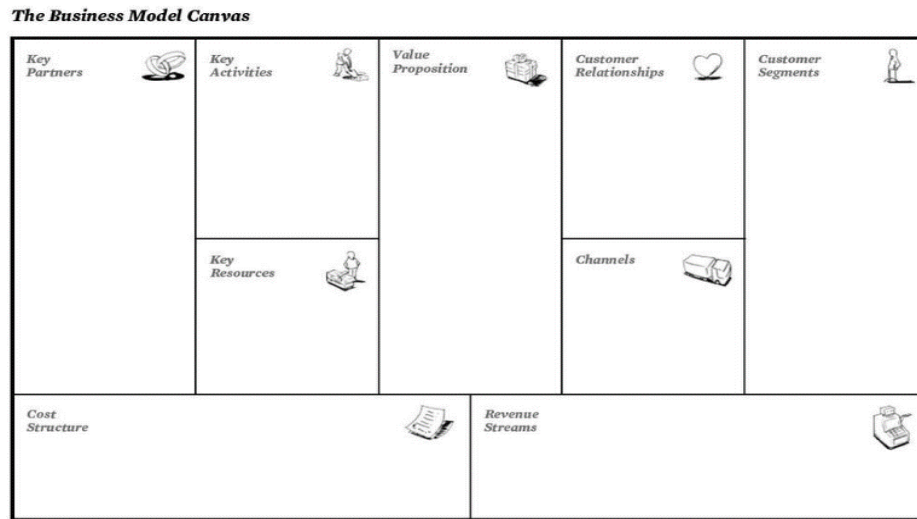 The Business Model Canvas
Key
Partners
Key
Activities
Value
Proposition
Customer
Relationships
Customer
Segments
Key
Resources
Channels
Cost
Structure
Revenue
Streams